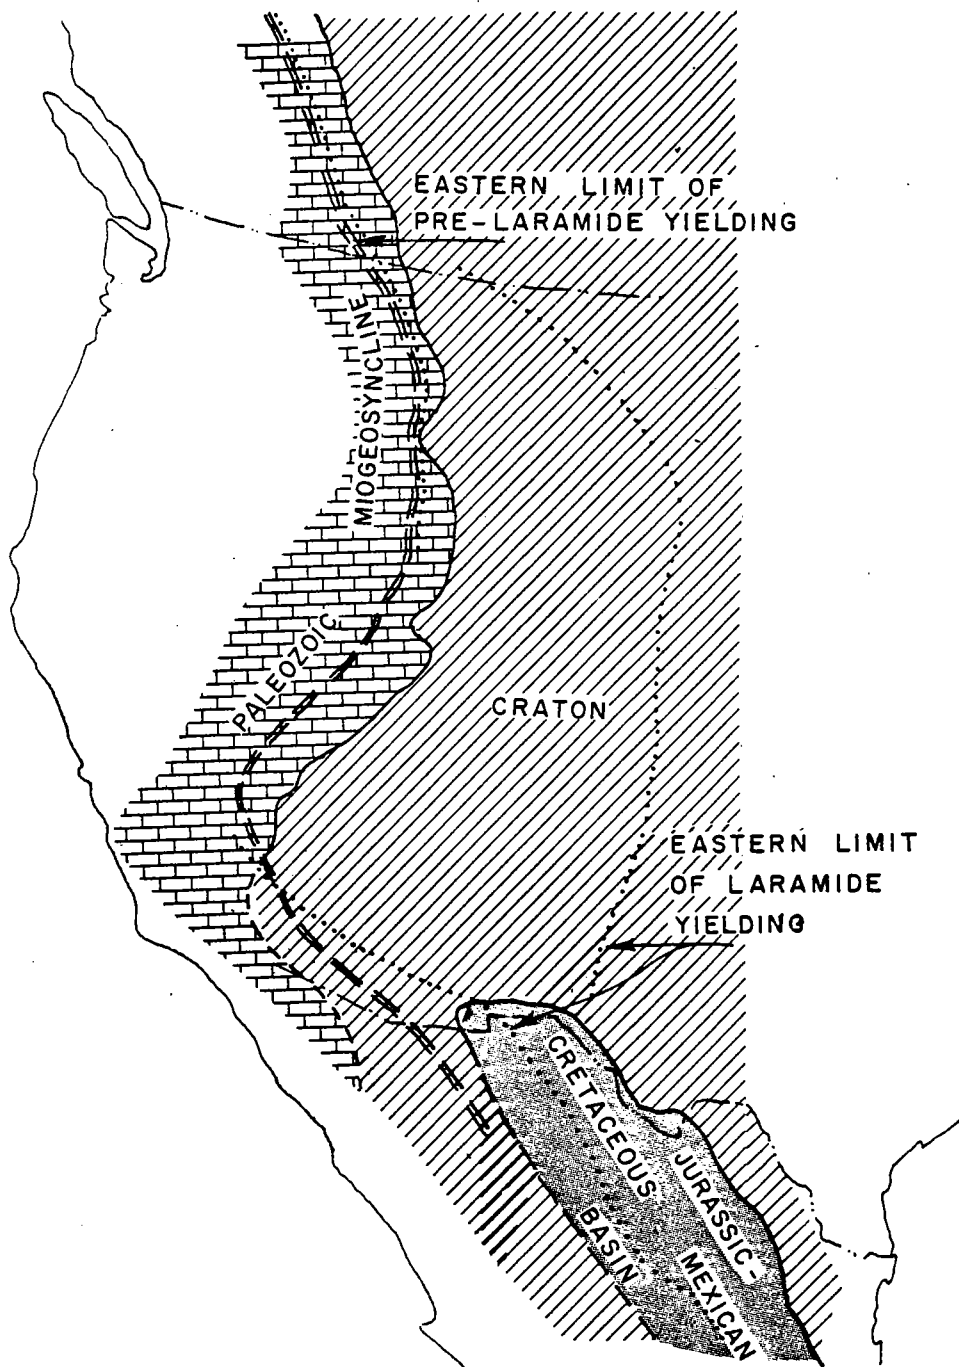 EASTERN LIMIT OF
PRE-LARAMIDE YIELDING
MIOGEOSYNCLINE
PALEOZOIC
CRATON
EASTERN LIMIT
OF LARAMIDE
YIELDING
CRETACEOUS
JURASSIC-
BASIN
MEXICAN